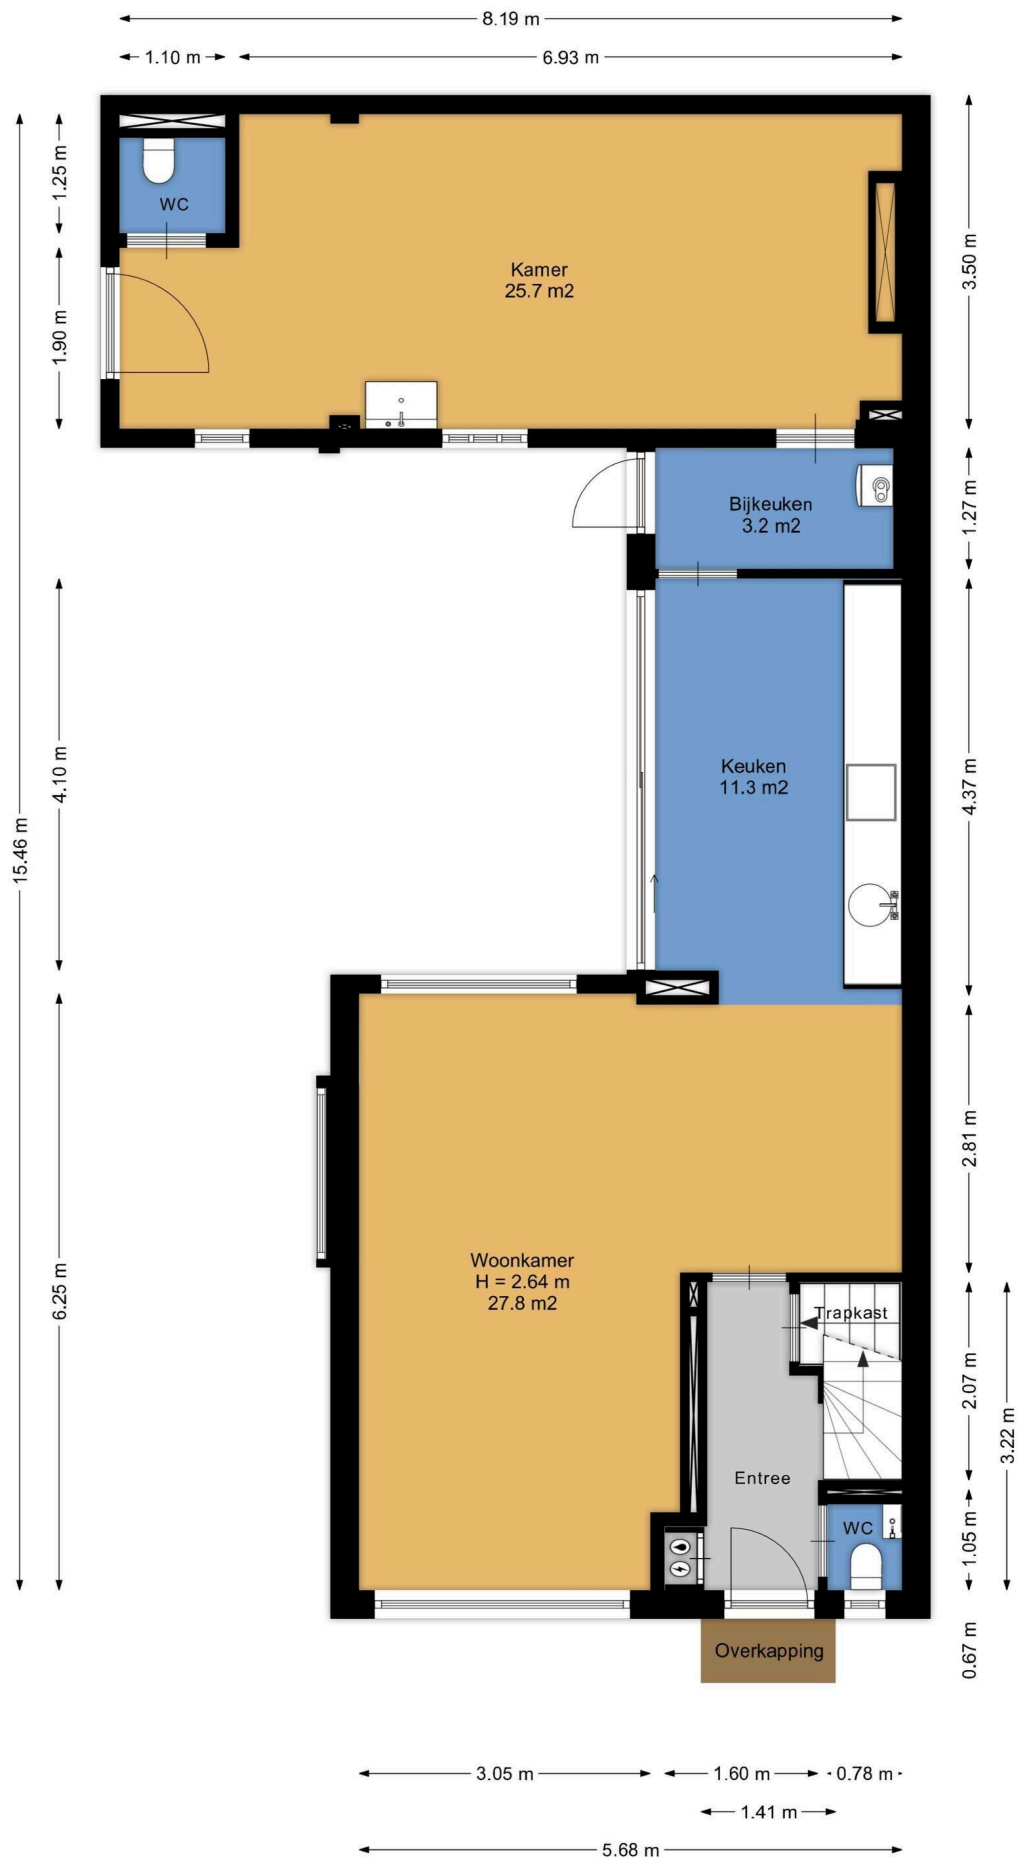 8.19 m
1.10 m
6.93 m
1.25 m
WC
3.50 m
Kamer
25.7 m2
1.90 m
1.27 m
Bijkeuken
3.2 m2
4.10 m
Keuken
11.3 m2
4.37 m
15.46 m
2.81 m
Woonkamer
H = 2.64 m
27.8 m2
6.25 m
Trapkast
2.07 m
3.22 m
Entree
WC
1.05 m
0.67 m
Overkapping
3.05 m
1.60 m
0.78 m
1.41 m
5.68 m